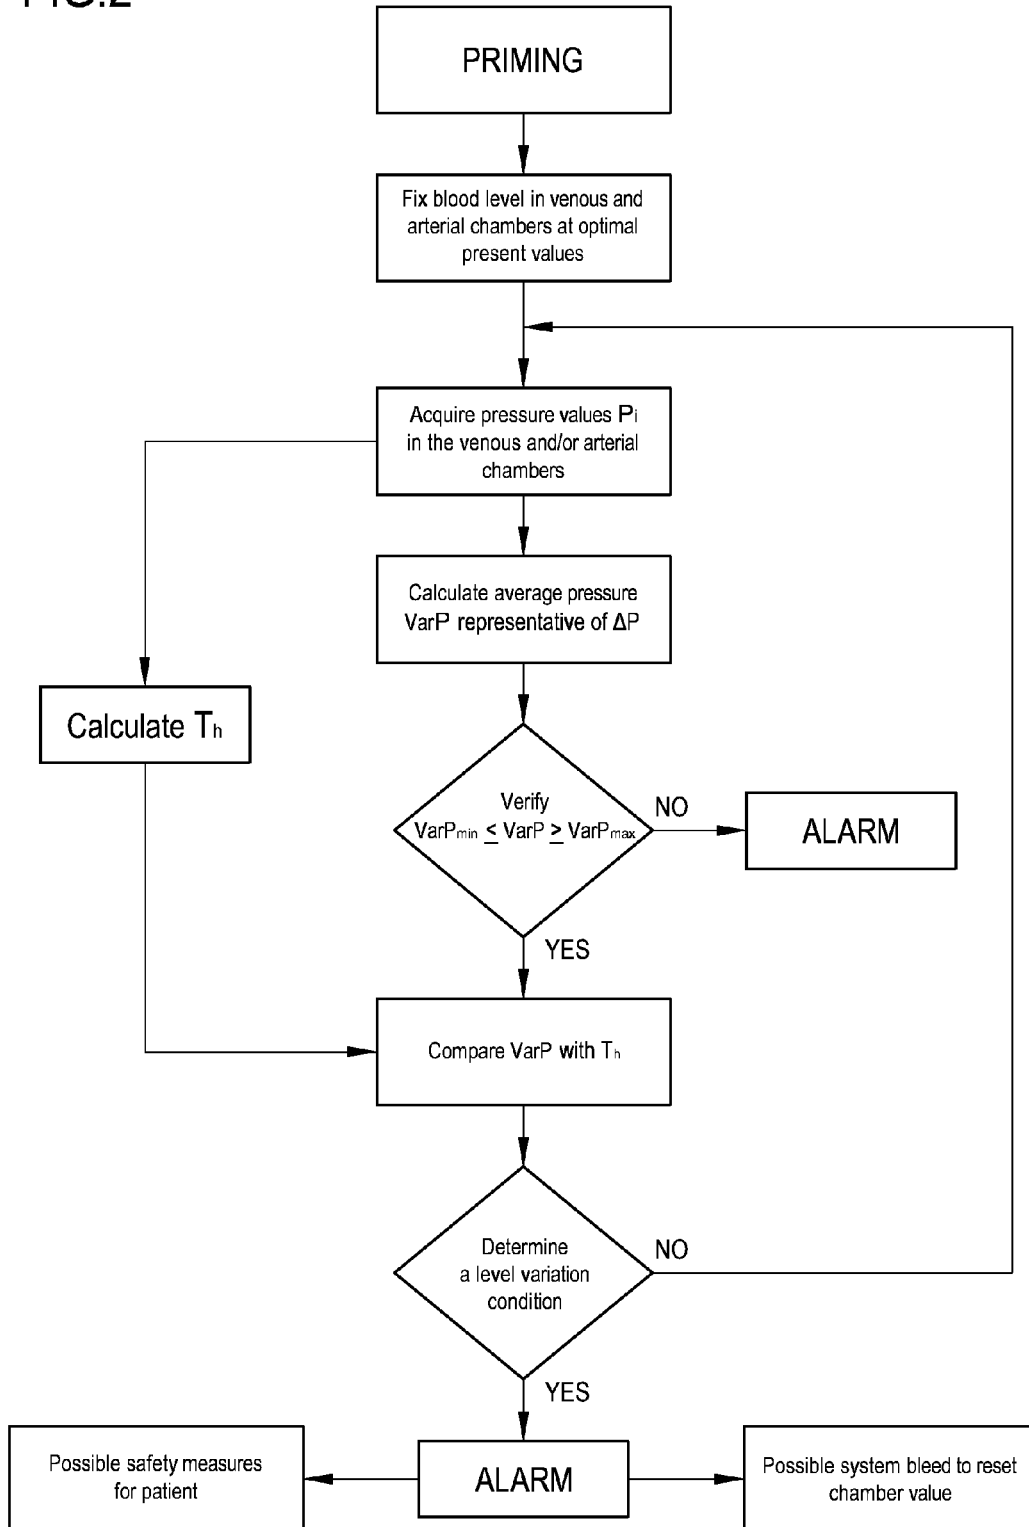 FIG.2
PRIMING
Fix blood level in venous and
arterial chambers at optimal
present values
Acquire pressure values Pi
in the venous and/or arterial
chambers
Calculate average pressure
VarP representative of ΔP
Calculate Th
Verify
VarPmin ≤ VarP ≥ VarPmax
NO
ALARM
YES
Compare VarP with Th
Determine
a level variation
condition
NO
YES
Possible safety measures
for patient
ALARM
Possible system bleed to reset
chamber value